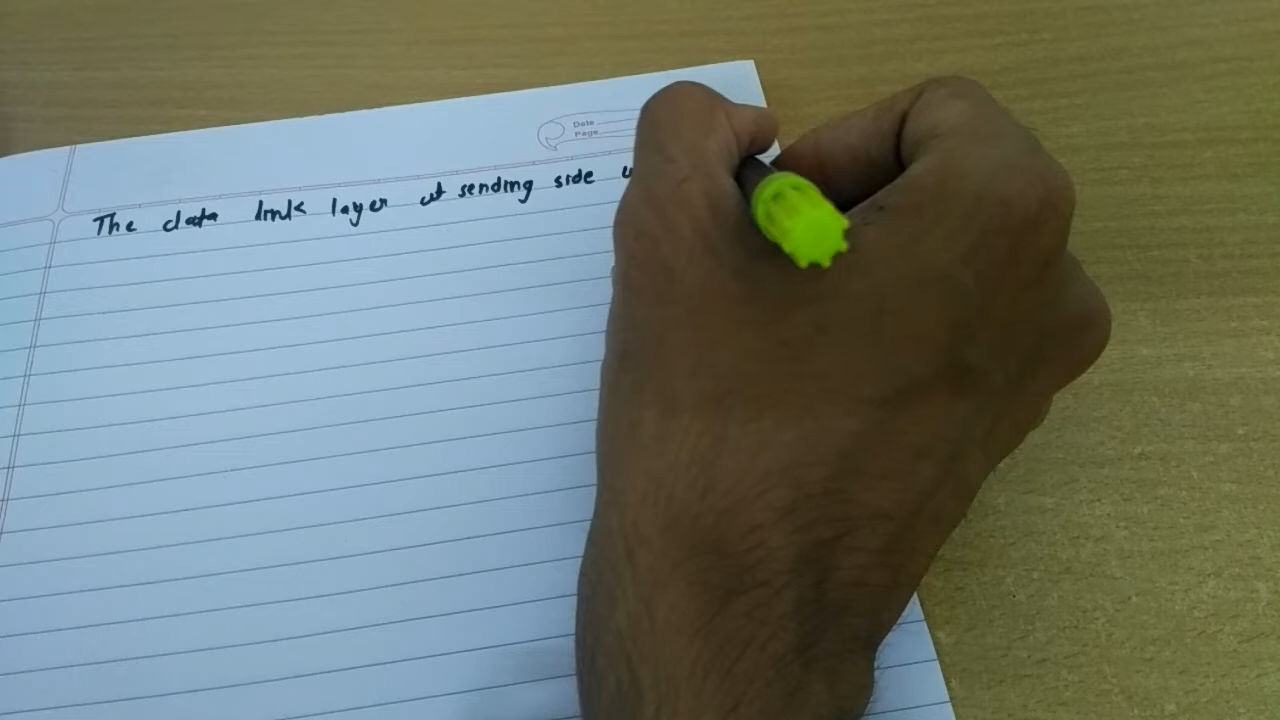 Date
Page
The data link layer at sending side